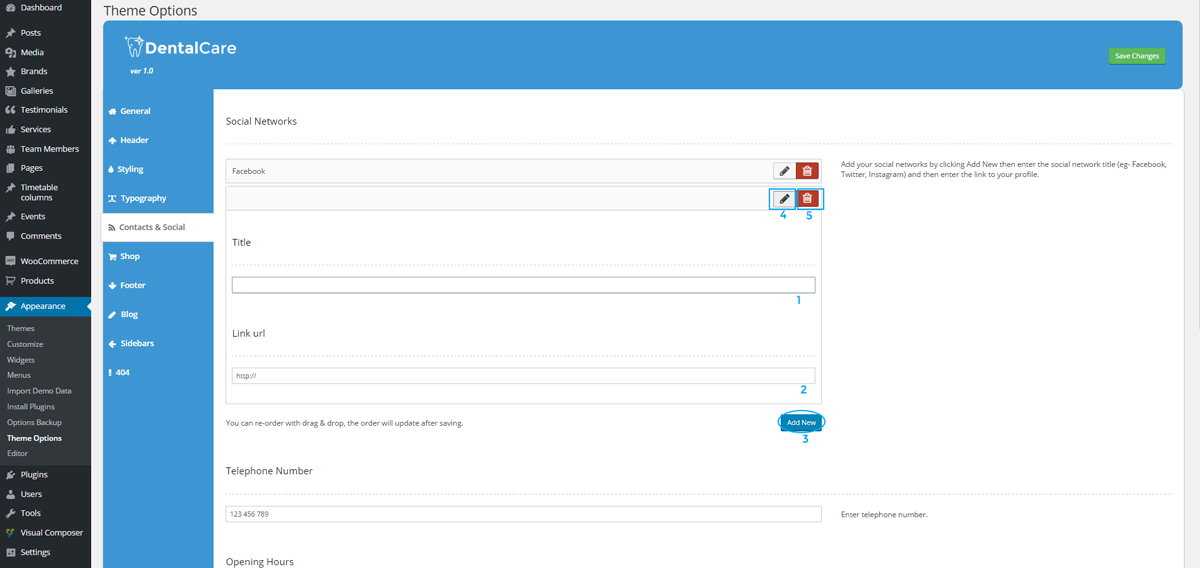 Dashboard
Posts
Media
Brands
Galleries
Testimonials
Services
Team Members
Pages
Timetable
columns
Events
Comments
WooCommerce
Products
Appearance
Themes
Customize
Widgets
Menus
Import Demo Data
Install Plugins
Options Backup
Theme Options
Editor
Plugins
Users
Tools
Visual Composer
Settings
Theme Options
DentalCare
ver 1.0
Save Changes
General
Header
Styling
Typography
Contacts & Social
Shop
Footer
Blog
Sidebars
404
Social Networks
Facebook
4 5
Title
1
Link url
http://
2
You can re-order with drag & drop, the order will update after saving.
Add New
3
Add your social networks by clicking Add New then enter the social network title (eg- Facebook,
Twitter, Instagram) and then enter the link to your profile.
Telephone Number
123 456 789
Enter telephone number.
Opening Hours